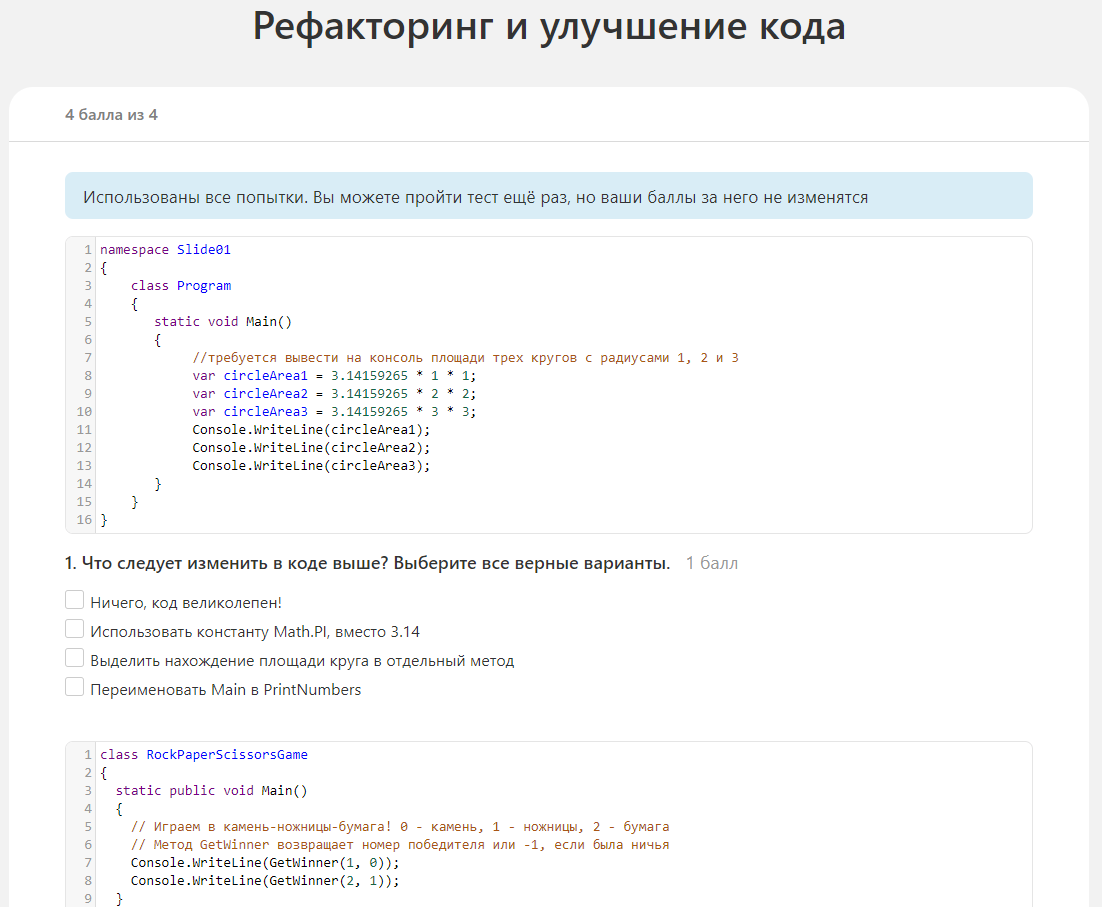 Рефакторинг и улучшение кода
4 балла из 4
Использованы все попытки. Вы можете пройти тест ещё раз, но ваши баллы за него не изменятся
1 namespace Slide01
2 {
3     class Program
4     {
5        static void Main()
6        {
7             //требуется вывести на консоль площади трех кругов с радиусами 1, 2 и 3
8             var circleArea1 = 3.14159265 * 1 * 1;
9             var circleArea2 = 3.14159265 * 2 * 2;
10             var circleArea3 = 3.14159265 * 3 * 3;
11             Console.WriteLine(circleArea1);
12             Console.WriteLine(circleArea2);
13             Console.WriteLine(circleArea3);
14        }
15     }
16 }
1. Что следует изменить в коде выше? Выберите все верные варианты. 1 балл
Ничего, код великолепен!
Использовать константу Math.PI, вместо 3.14
Выделить нахождение площади круга в отдельный метод
Переименовать Main в PrintNumbers
1 class RockPaperScissorsGame
2 {
3   static public void Main()
4   {
5     // Играем в камень-ножницы-бумага! 0 - камень, 1 - ножницы, 2 - бумага
6     // Метод GetWinner возвращает номер победителя или -1, если была ничья
7     Console.WriteLine(GetWinner(1, 0));
8     Console.WriteLine(GetWinner(2, 1));
9   }